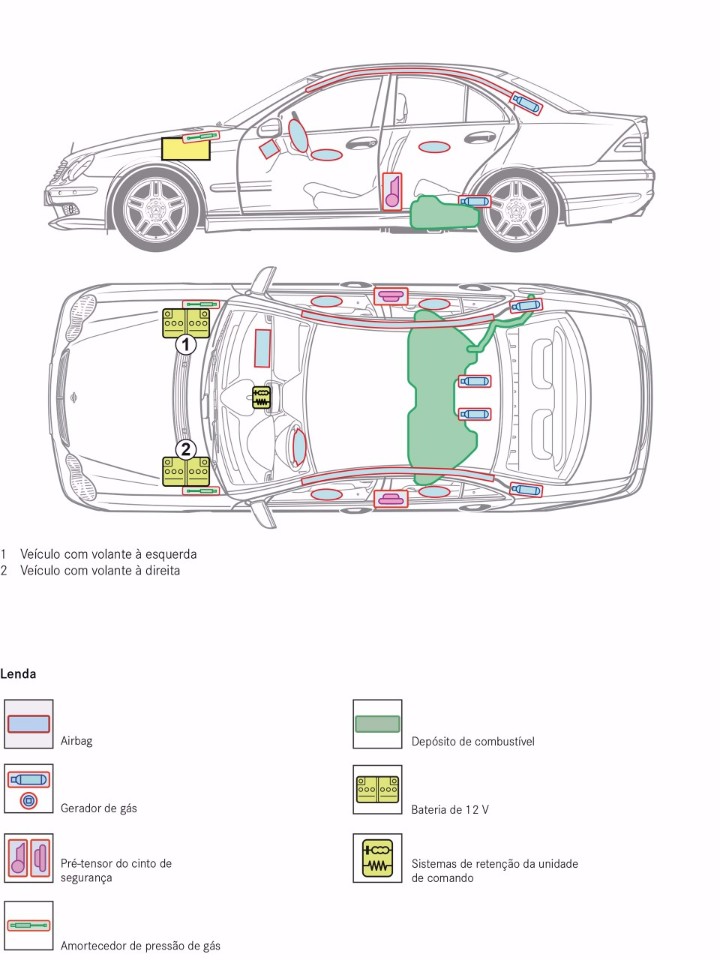 1
2
1 Veículo com volante à esquerda
2 Veículo com volante à direita
Lenda
Airbag
Depósito de combustível
Gerador de gás
Bateria de 12 V
Pré-tensor do cinto de
segurança
Sistemas de retenção da unidade
de comando
Amortecedor de pressão de gás